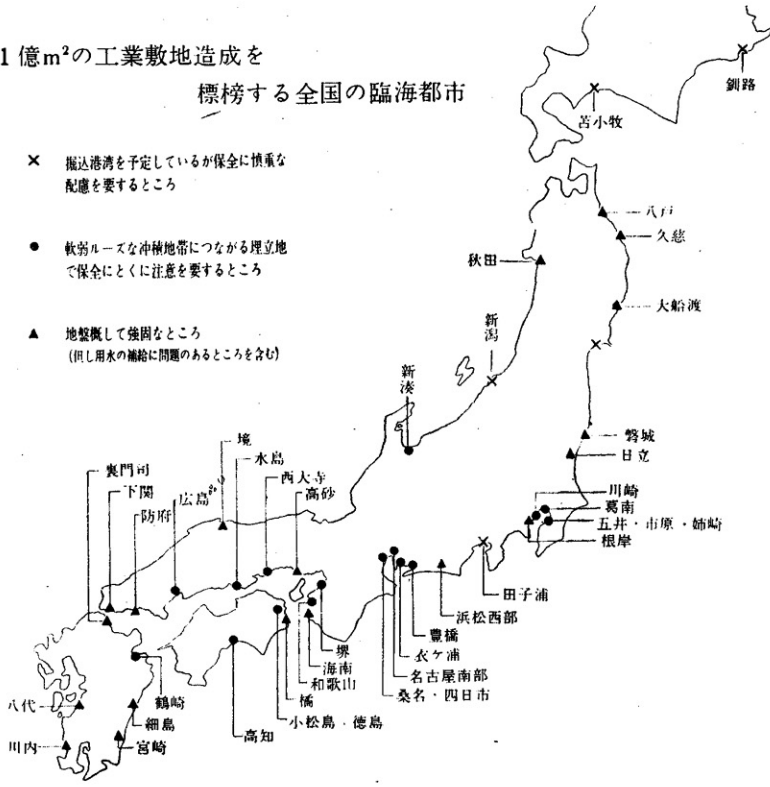 1億m²の工業敷地造成を
標榜する全国の臨海都市
× 掘込港湾を予定しているが保全に慎重な
配慮を要するところ
● 軟弱ルーズな冲積地帯につながる埋立地
で保全にとくに注意を要するところ
▲ 地盤概して強固なところ
(但し用水の補給に問題のあるところを含む)
釧路
苫小牧
八戸
久慈
秋田
大船渡
新潟
新湊
磐城
日立
川崎
葛南
五井・市原・姉崎
根岸
田子浦
浜松西部
豊橋
衣ケ浦
名古屋南部
桑名・四日市
境
水島
西大寺
高砂
広島
裏門司
下関
防府
堺
海南
和歌山
橘
小松島・徳島
高知
鶴崎
細島
宮崎
八代
川内